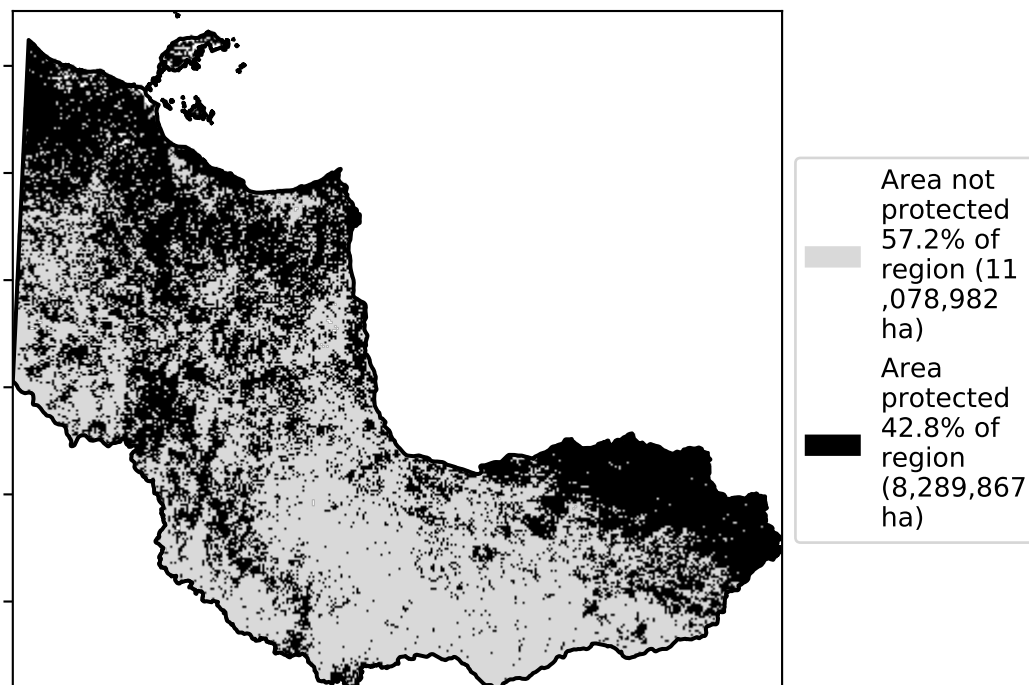 Area not
protected
57.2% of
region (11
,078,982
ha)
Area
protected
42.8% of
region
(8,289,867
ha)